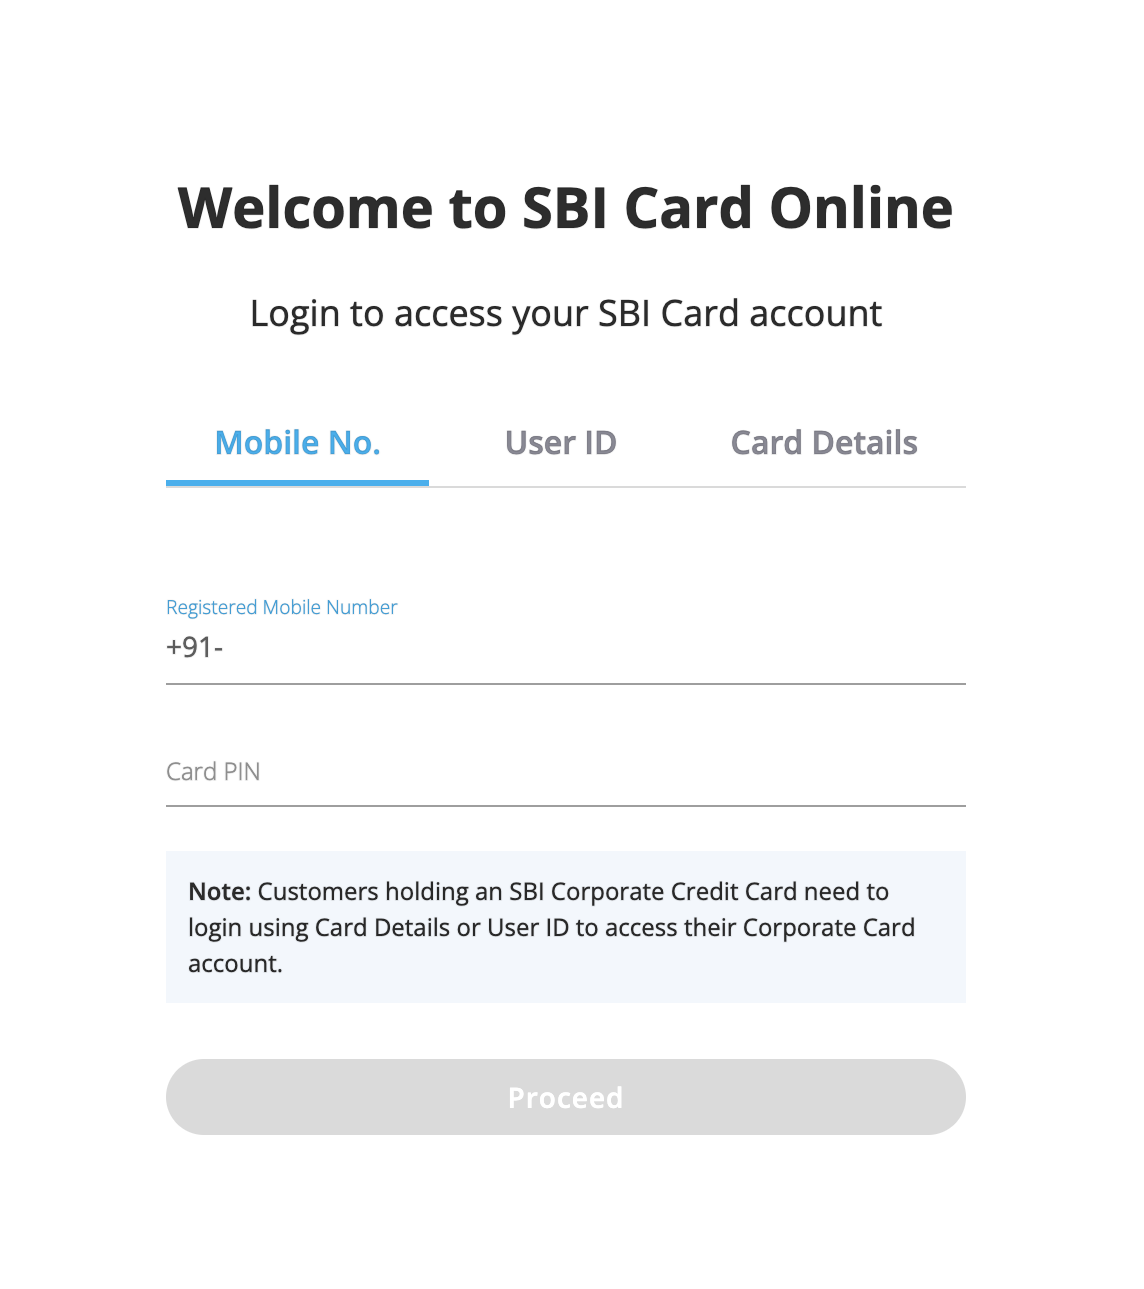 Welcome to SBI Card Online
Login to access your SBI Card account
Mobile No. User ID Card Details
Registered Mobile Number
+91-
Card PIN
Note: Customers holding an SBI Corporate Credit Card need to
login using Card Details or User ID to access their Corporate Card
account.
Proceed